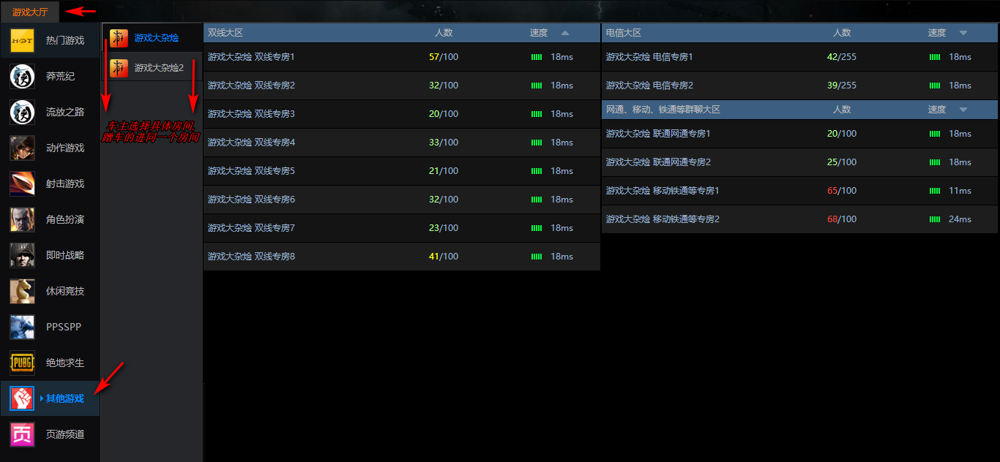 游戏大厅
HOT
热门游戏
莽荒纪
流放之路
动作游戏
射击游戏
角色扮演
即时战略
休闲竞技
PPSSPP
PUBG
绝地求生
其他游戏
页
页游频道
游
游戏大杂烩
游
游戏大杂烩2
车主选择具体房间,
蹭车的进同一个房间
双线大区 人数 速度
游戏大杂烩 双线专房1 57/100 18ms
游戏大杂烩 双线专房2 32/100 18ms
游戏大杂烩 双线专房3 20/100 18ms
游戏大杂烩 双线专房4 33/100 18ms
游戏大杂烩 双线专房5 21/100 18ms
游戏大杂烩 双线专房6 32/100 18ms
游戏大杂烩 双线专房7 23/100 18ms
游戏大杂烩 双线专房8 41/100 18ms
电信大区 人数 速度
游戏大杂烩 电信专房1 42/255 18ms
游戏大杂烩 电信专房2 39/255 18ms
网通、移动、铁通等群聊大区 人数 速度
游戏大杂烩 联通网通专房1 20/100 18ms
游戏大杂烩 联通网通专房2 25/100 18ms
游戏大杂烩 移动铁通等专房1 65/100 11ms
游戏大杂烩 移动铁通等专房2 68/100 24ms